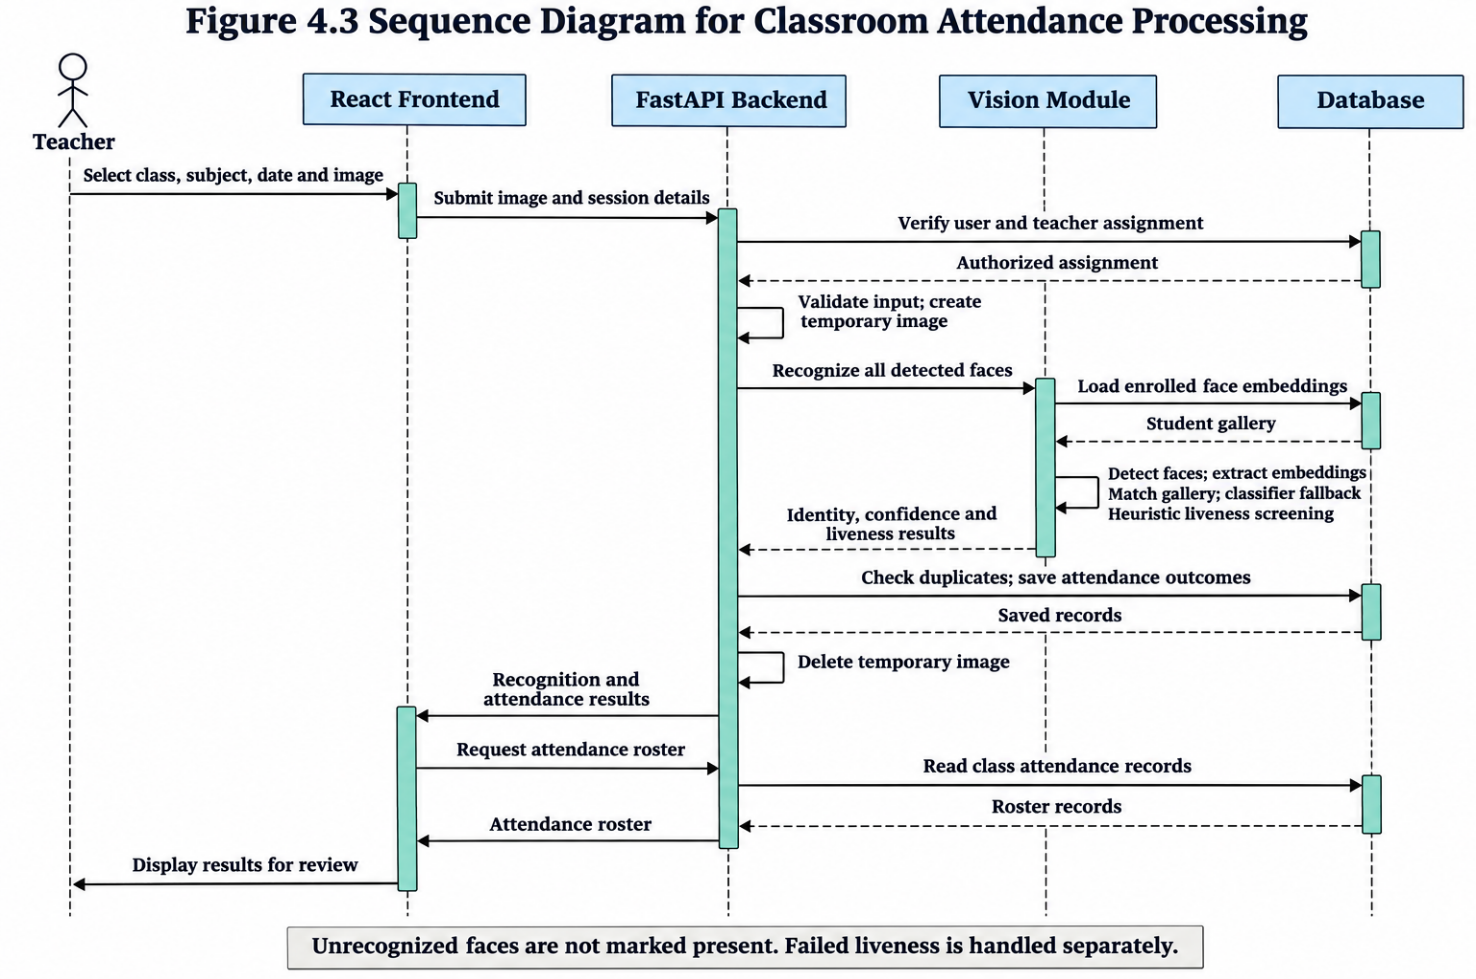 Figure 4.3 Sequence Diagram for Classroom Attendance Processing
Teacher
React Frontend
FastAPI Backend
Vision Module
Database
Select class, subject, date and image
Submit image and session details
Verify user and teacher assignment
Authorized assignment
Validate input; create
temporary image
Recognize all detected faces
Load enrolled face embeddings
Student gallery
Detect faces; extract embeddings
Match gallery; classifier fallback
Heuristic liveness screening
Identity, confidence and
liveness results
Check duplicates; save attendance outcomes
Saved records
Delete temporary image
Recognition and
attendance results
Request attendance roster
Read class attendance records
Roster records
Attendance roster
Display results for review
Unrecognized faces are not marked present. Failed liveness is handled separately.